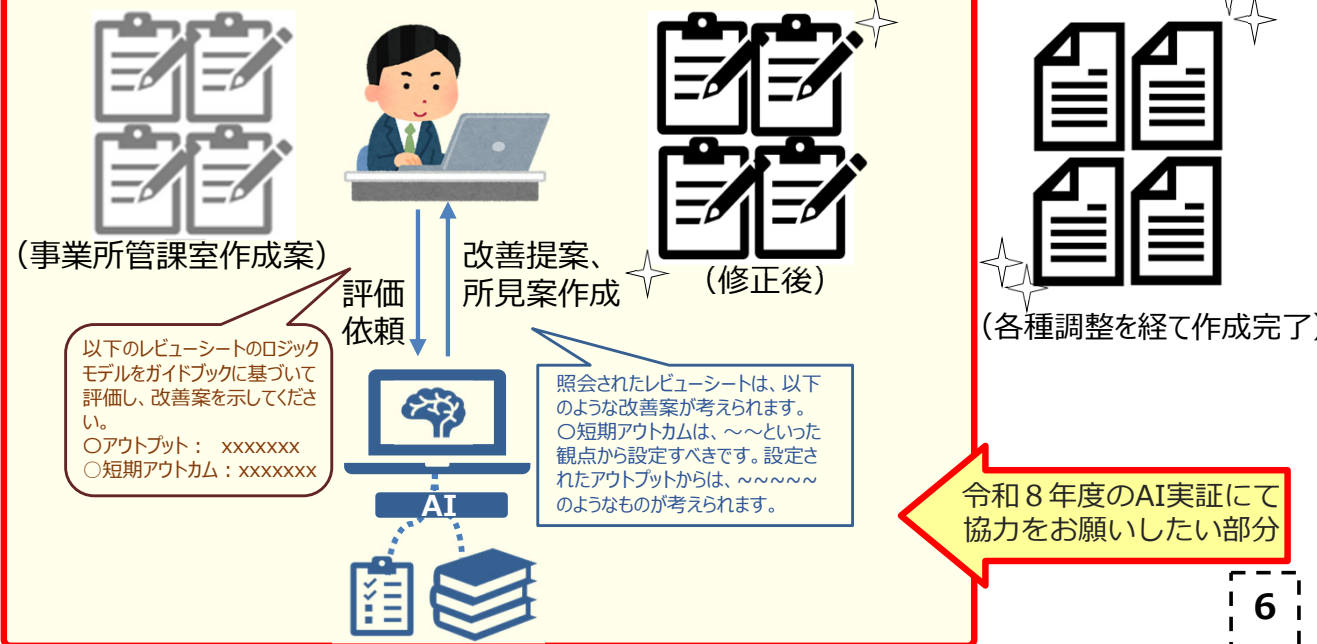 （事業所管課室作成案）
評価
依頼
改善提案、
所見案作成
（修正後）
（各種調整を経て作成完了）
以下のレビューシートのロジック
モデルをガイドブックに基づいて
評価し、改善案を示してくださ
い。
〇アウトプット： xxxxxxx
○短期アウトカム：xxxxxxx
照会されたレビューシートは、以下
のような改善案が考えられます。
〇短期アウトカムは、～～といった
観点から設定すべきです。設定さ
れたアウトプットからは、~~~~~
のようなものが考えられます。
AI
令和８年度のAI実証にて
協力をお願いしたい部分
6